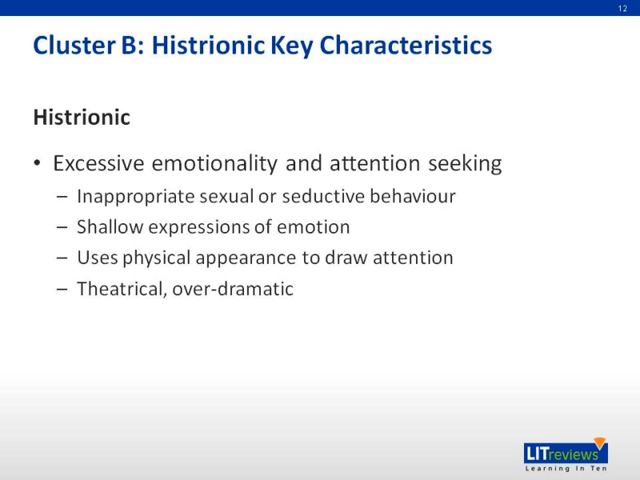 12
Cluster B: Histrionic Key Characteristics
Histrionic
• Excessive emotionality and attention seeking
– Inappropriate sexual or seductive behaviour
– Shallow expressions of emotion
– Uses physical appearance to draw attention
– Theatrical, over-dramatic
LITreviews
Learning In Ten